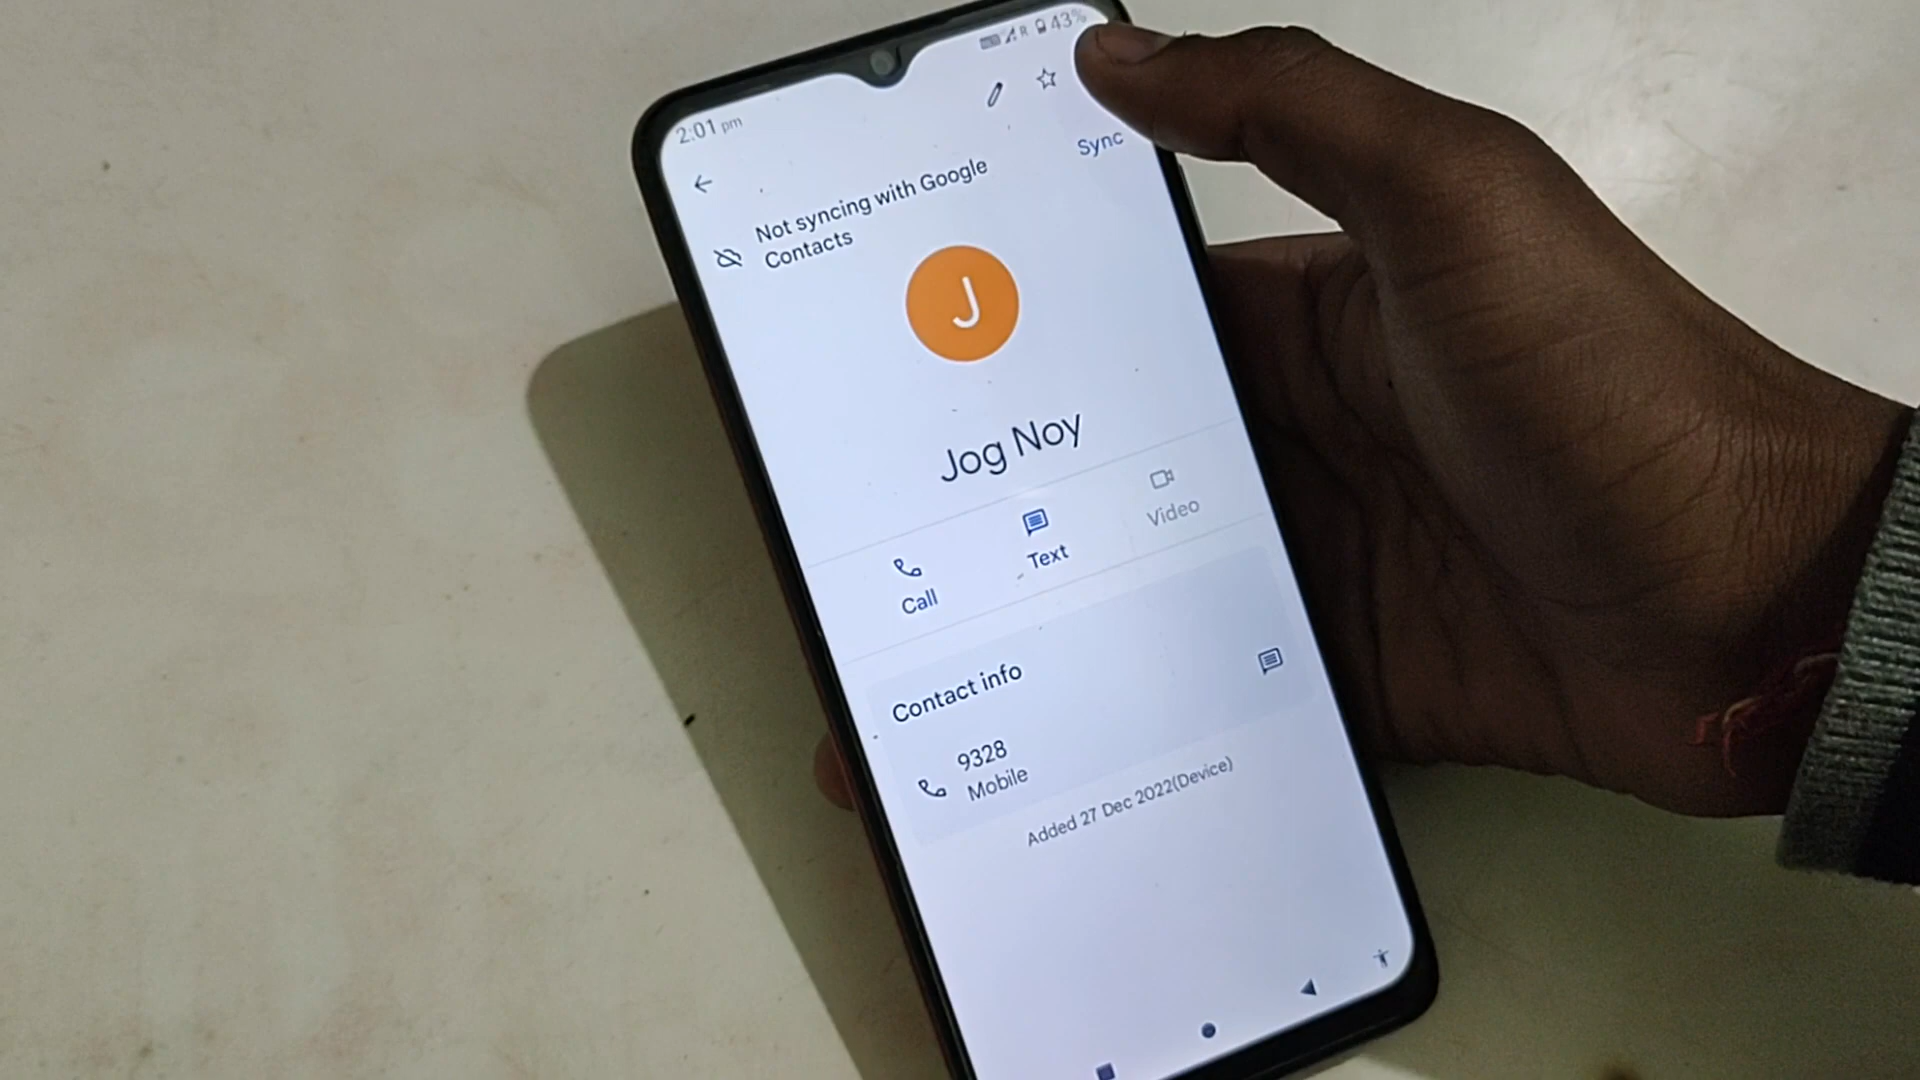 2:01 pm
R 43%
Sync
Not syncing with Google
Contacts
J
Jog Noy
Call
Text
Video
Contact info
9328
Mobile
Added 27 Dec 2022(Device)